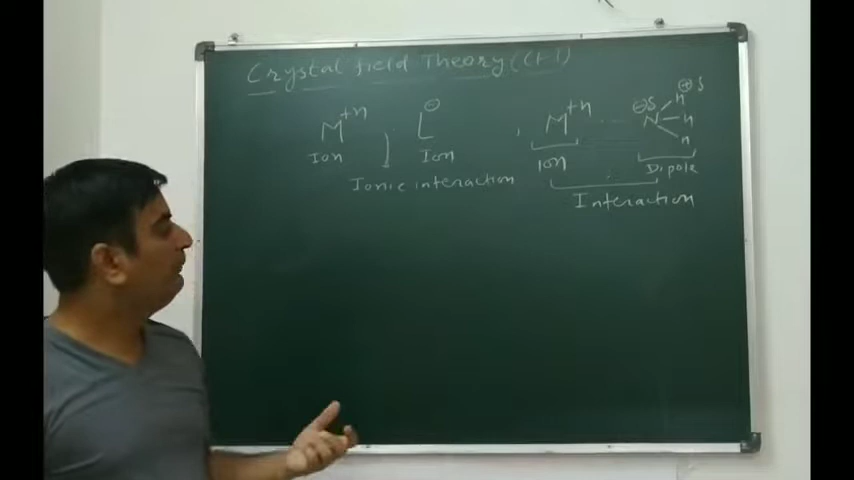 Crystal field Theory (CFT)
M+n L⊖ , M+n ..... ⊖δ N H H H ⊕δ
Ion Ion Ion Dipole
Ionic interaction Interaction